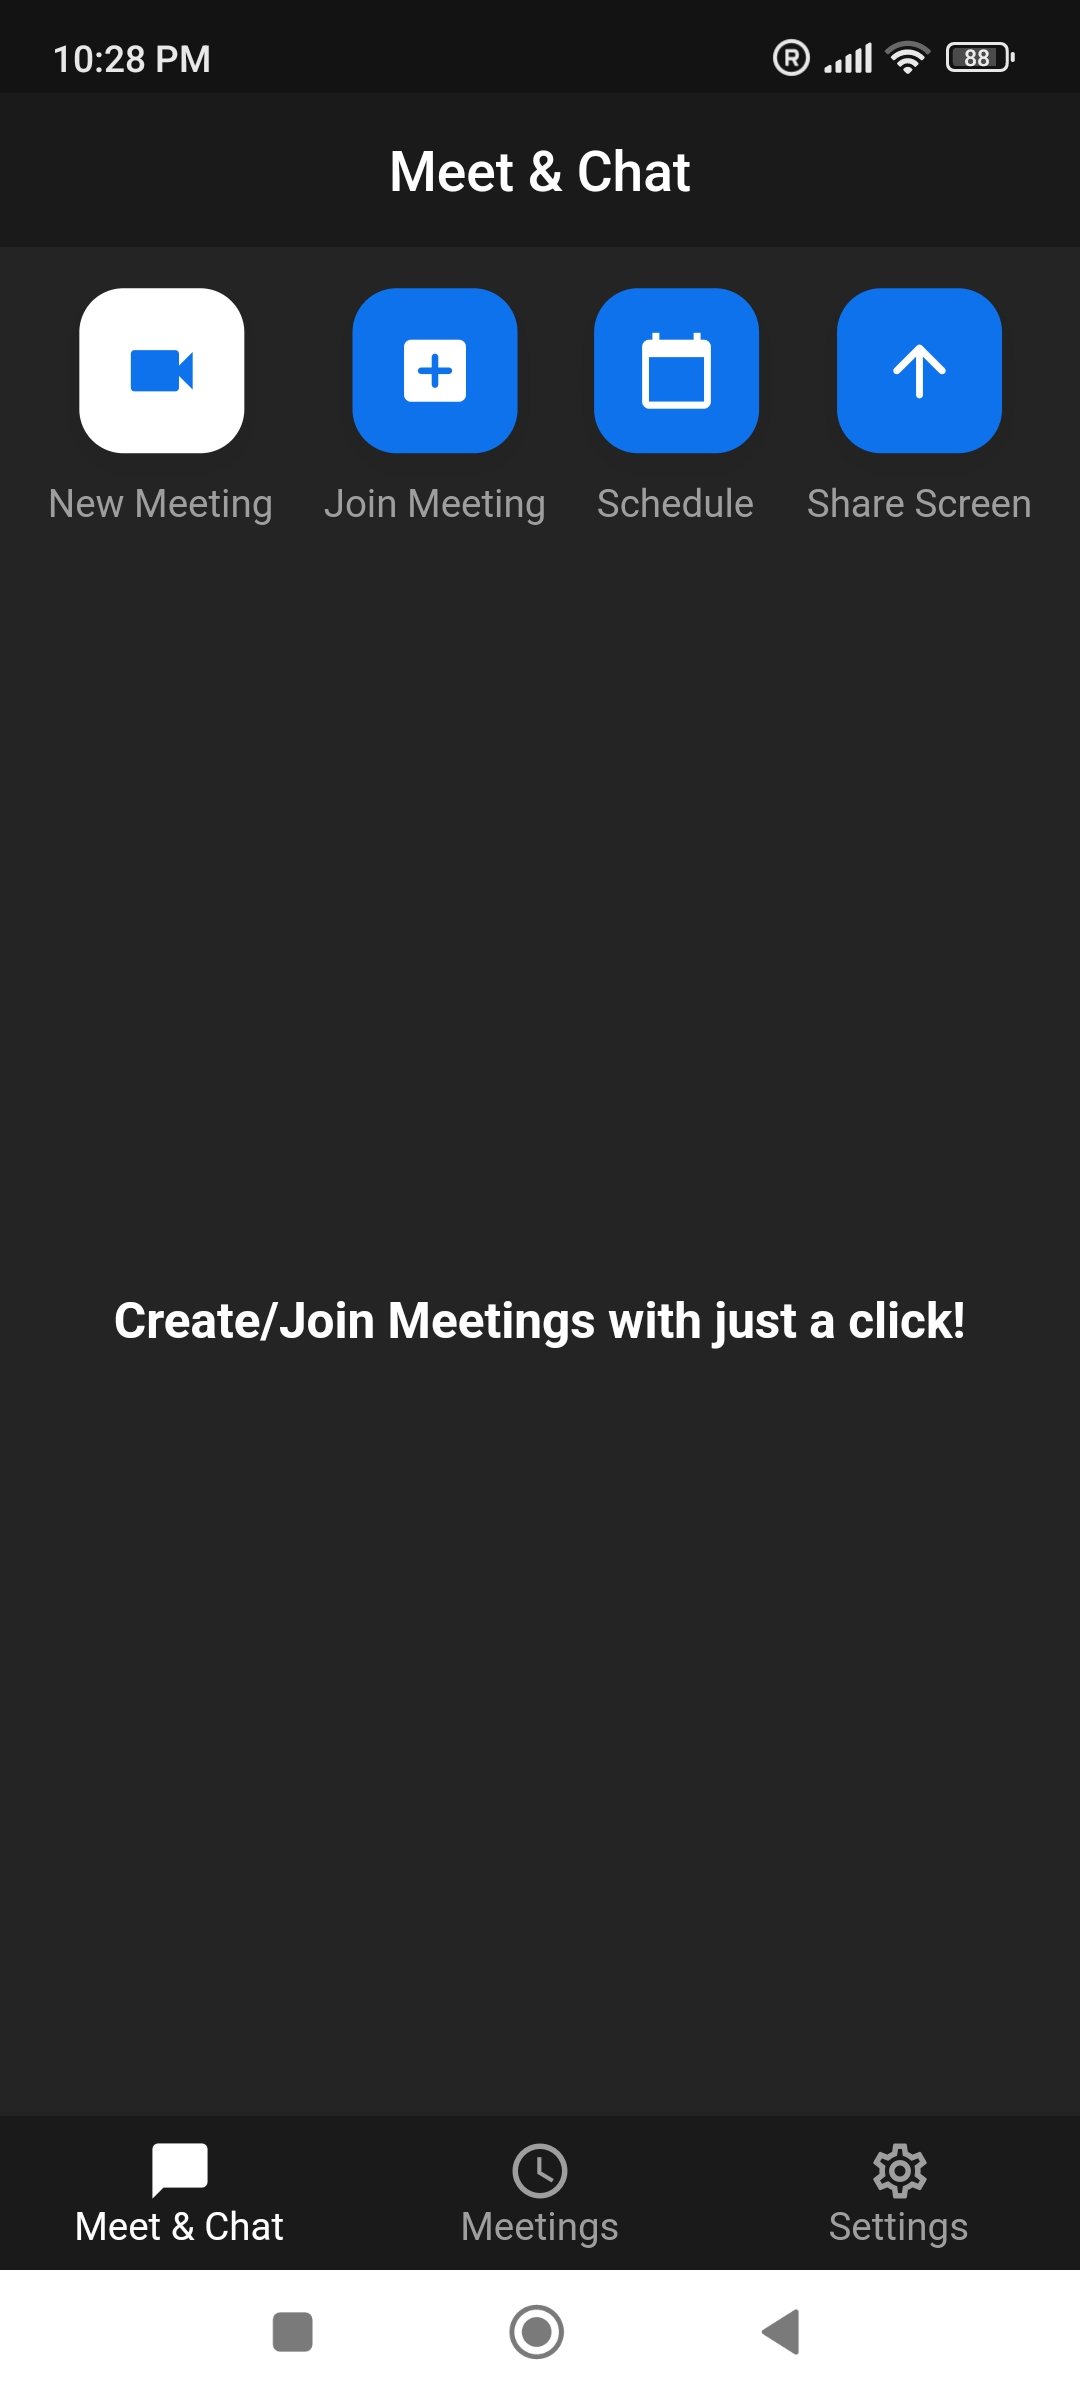 10:28 PM
R
88
Meet & Chat
New Meeting
Join Meeting
Schedule
Share Screen
Create/Join Meetings with just a click!
Meet & Chat
Meetings
Settings